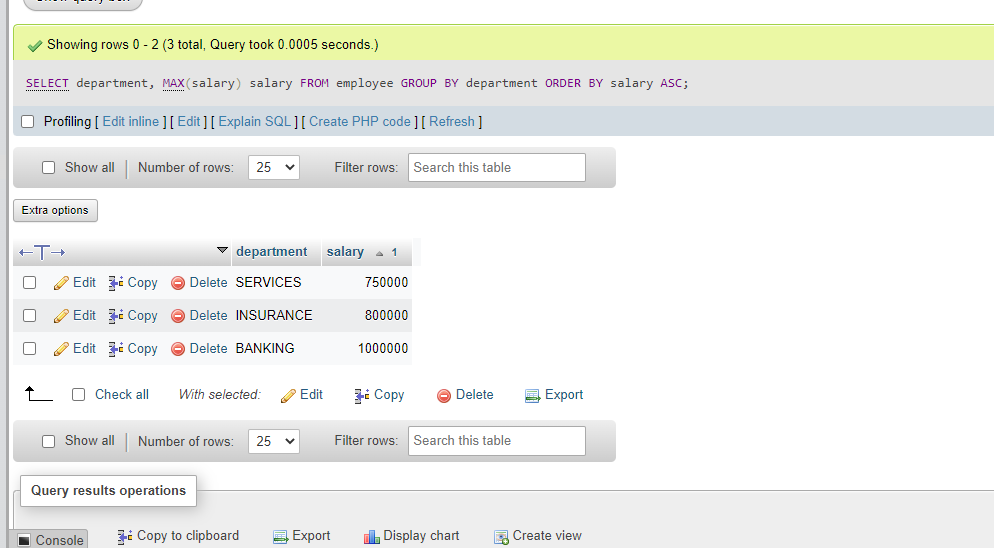 Show query box
Showing rows 0 - 2 (3 total, Query took 0.0005 seconds.)
SELECT department, MAX(salary) salary FROM employee GROUP BY department ORDER BY salary ASC;
Profiling [ Edit inline ] [ Edit ] [ Explain SQL ] [ Create PHP code ] [ Refresh ]
Show all Number of rows: 25 Filter rows: Search this table
Extra options
←T→ department salary 1
Edit Copy Delete SERVICES 750000
Edit Copy Delete INSURANCE 800000
Edit Copy Delete BANKING 1000000
Check all With selected: Edit Copy Delete Export
Show all Number of rows: 25 Filter rows: Search this table
Query results operations
Console Copy to clipboard Export Display chart Create view